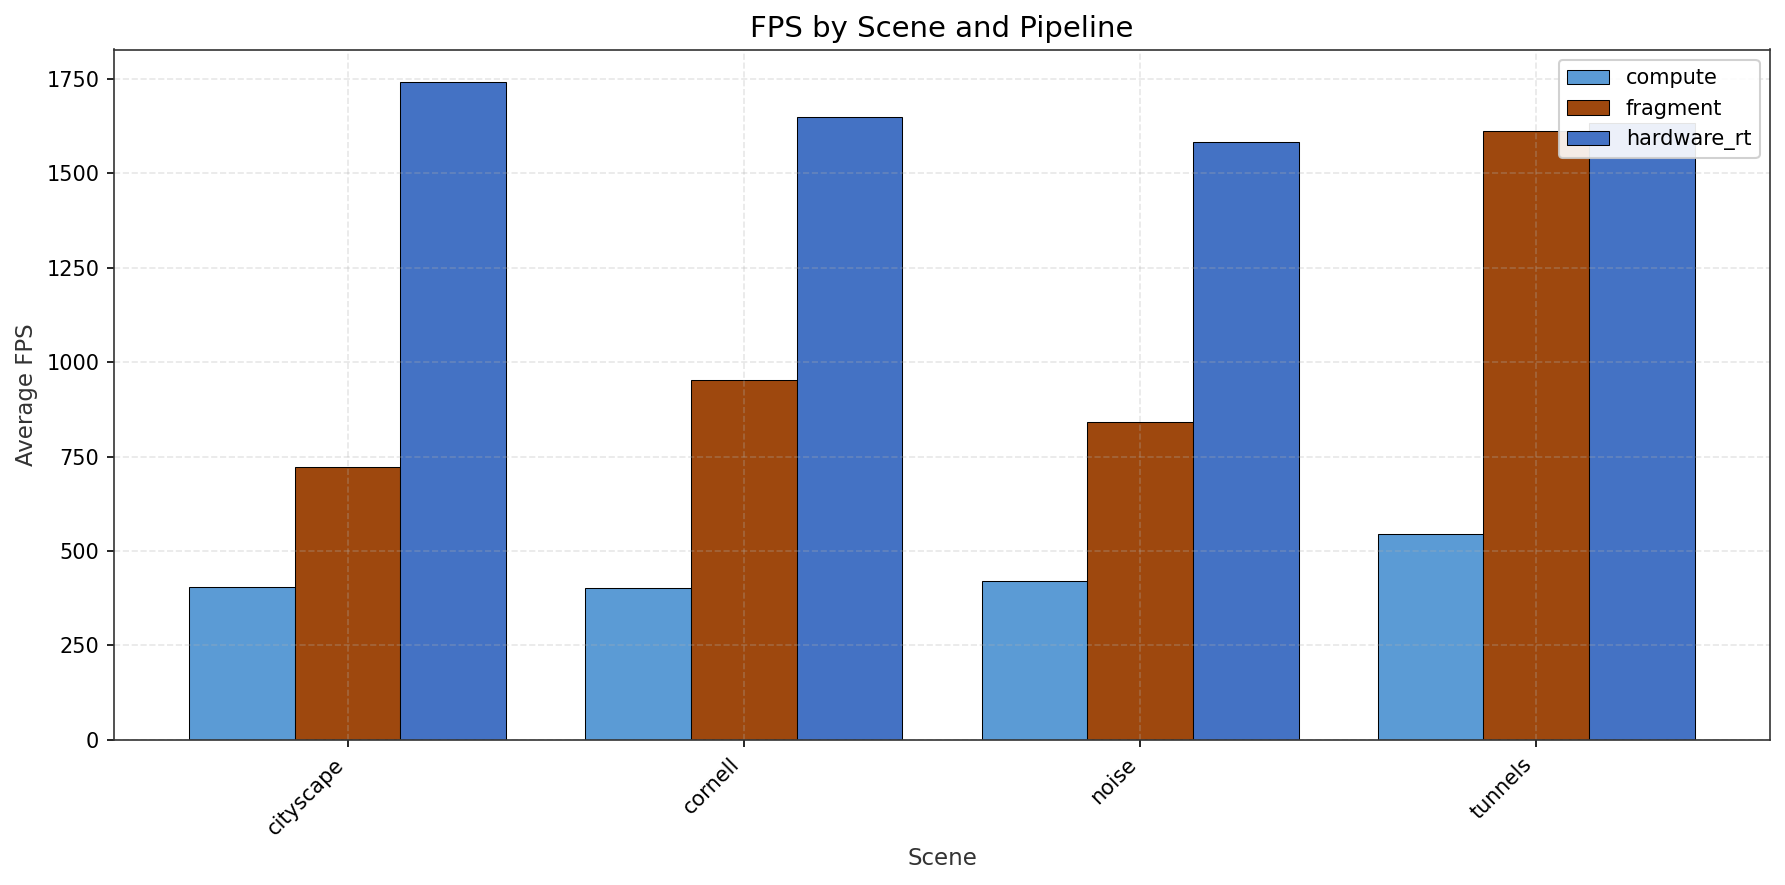 FPS by Scene and Pipeline
compute
fragment
hardware_rt
Average FPS
1750
1500
1250
1000
750
500
250
0
cityscape
cornell
noise
tunnels
Scene